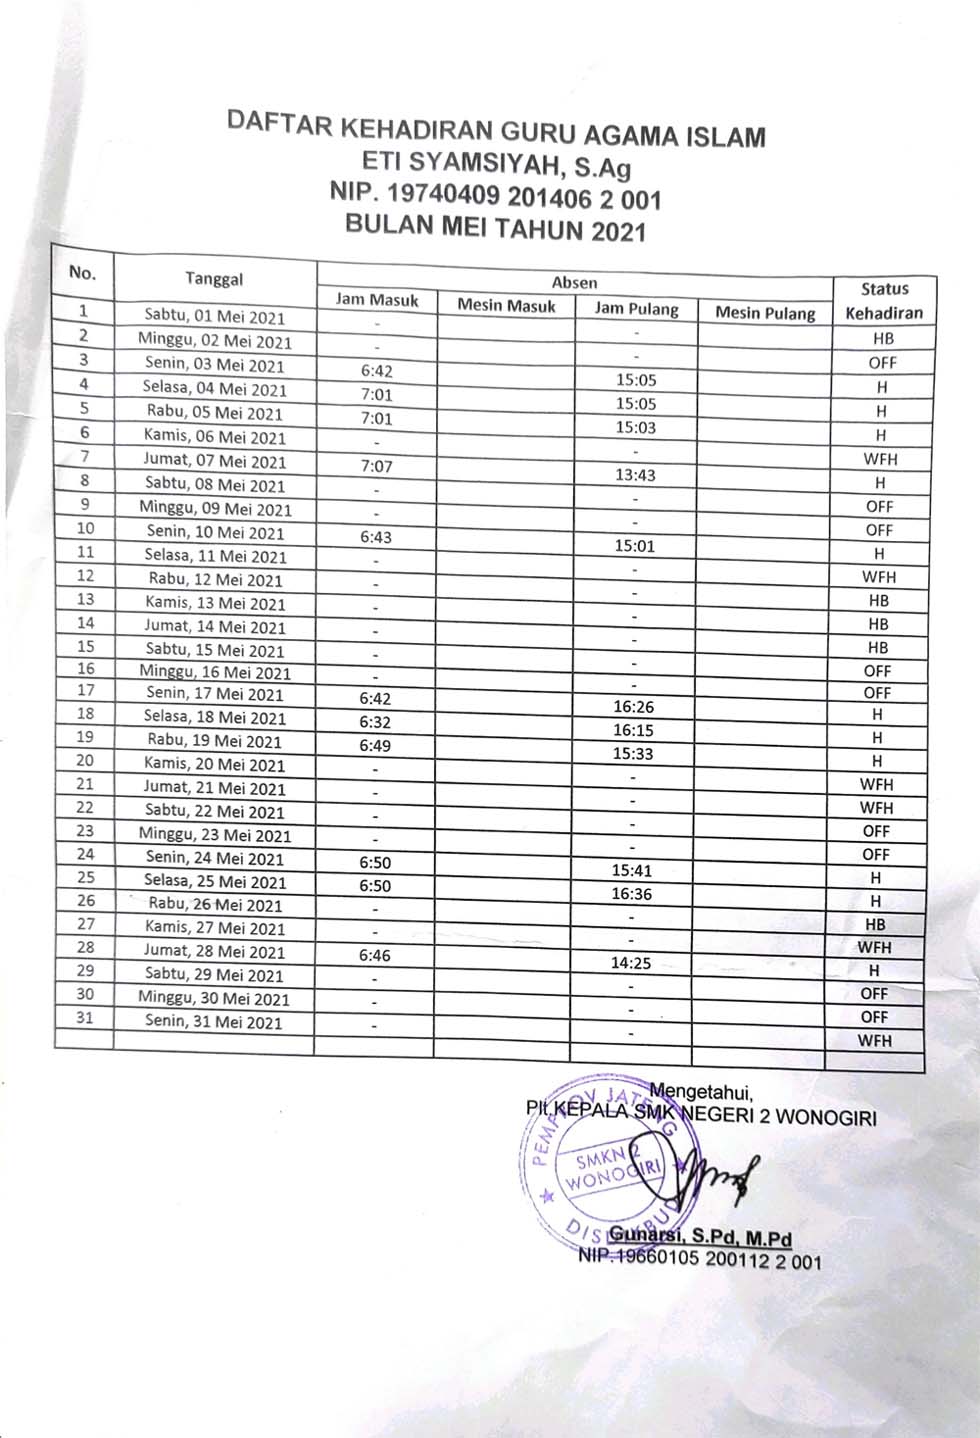 DAFTAR KEHADIRAN GURU AGAMA ISLAM
ETI SYAMSIYAH, S.Ag
NIP. 19740409 201406 2 001
BULAN MEI TAHUN 2021
No. Tanggal Absen Status Kehadiran
Jam Masuk Mesin Masuk Jam Pulang Mesin Pulang
1 Sabtu, 01 Mei 2021 - - HB
2 Minggu, 02 Mei 2021 - - OFF
3 Senin, 03 Mei 2021 6:42 15:05 H
4 Selasa, 04 Mei 2021 7:01 15:05 H
5 Rabu, 05 Mei 2021 7:01 15:03 H
6 Kamis, 06 Mei 2021 - - WFH
7 Jumat, 07 Mei 2021 7:07 13:43 H
8 Sabtu, 08 Mei 2021 - - OFF
9 Minggu, 09 Mei 2021 - - OFF
10 Senin, 10 Mei 2021 6:43 15:01 H
11 Selasa, 11 Mei 2021 - - WFH
12 Rabu, 12 Mei 2021 - - HB
13 Kamis, 13 Mei 2021 - - HB
14 Jumat, 14 Mei 2021 - - HB
15 Sabtu, 15 Mei 2021 - - OFF
16 Minggu, 16 Mei 2021 - - OFF
17 Senin, 17 Mei 2021 6:42 16:26 H
18 Selasa, 18 Mei 2021 6:32 16:15 H
19 Rabu, 19 Mei 2021 6:49 15:33 H
20 Kamis, 20 Mei 2021 - - WFH
21 Jumat, 21 Mei 2021 - - WFH
22 Sabtu, 22 Mei 2021 - - OFF
23 Minggu, 23 Mei 2021 - - OFF
24 Senin, 24 Mei 2021 6:50 15:41 H
25 Selasa, 25 Mei 2021 6:50 16:36 H
26 Rabu, 26 Mei 2021 - - HB
27 Kamis, 27 Mei 2021 - - WFH
28 Jumat, 28 Mei 2021 6:46 14:25 H
29 Sabtu, 29 Mei 2021 - - OFF
30 Minggu, 30 Mei 2021 - - OFF
31 Senin, 31 Mei 2021 - - WFH
Mengetahui,
Plt.KEPALA SMK NEGERI 2 WONOGIRI
PEMPROV JATENG
SMKN 2
WONOGIRI
Gunarsi, S.Pd, M.Pd
NIP.19660105 200112 2 001